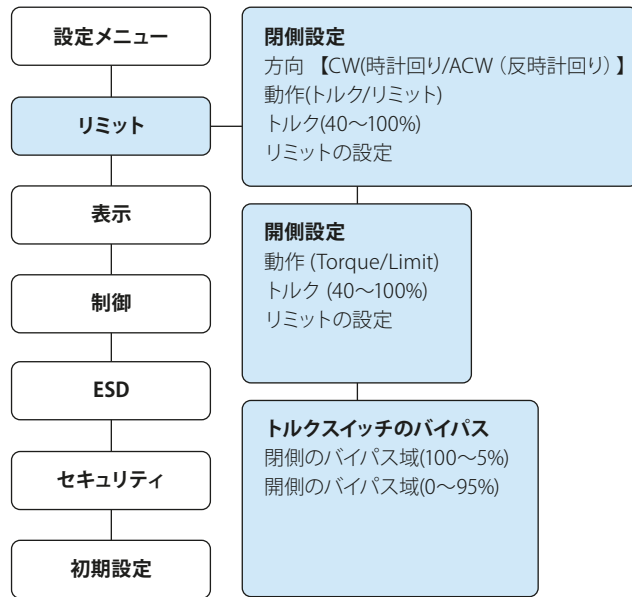 設定メニュー
リミット
表示
制御
ESD
セキュリティ
初期設定
閉側設定
方向 【CW(時計回り/ACW（反時計回り）】
動作(トルク/リミット)
トルク(40～100%)
リミットの設定
開側設定
動作 (Torque/Limit)
トルク (40～100%)
リミットの設定
トルクスイッチのバイパス
閉側のバイパス域(100～5%)
開側のバイパス域(0～95%)